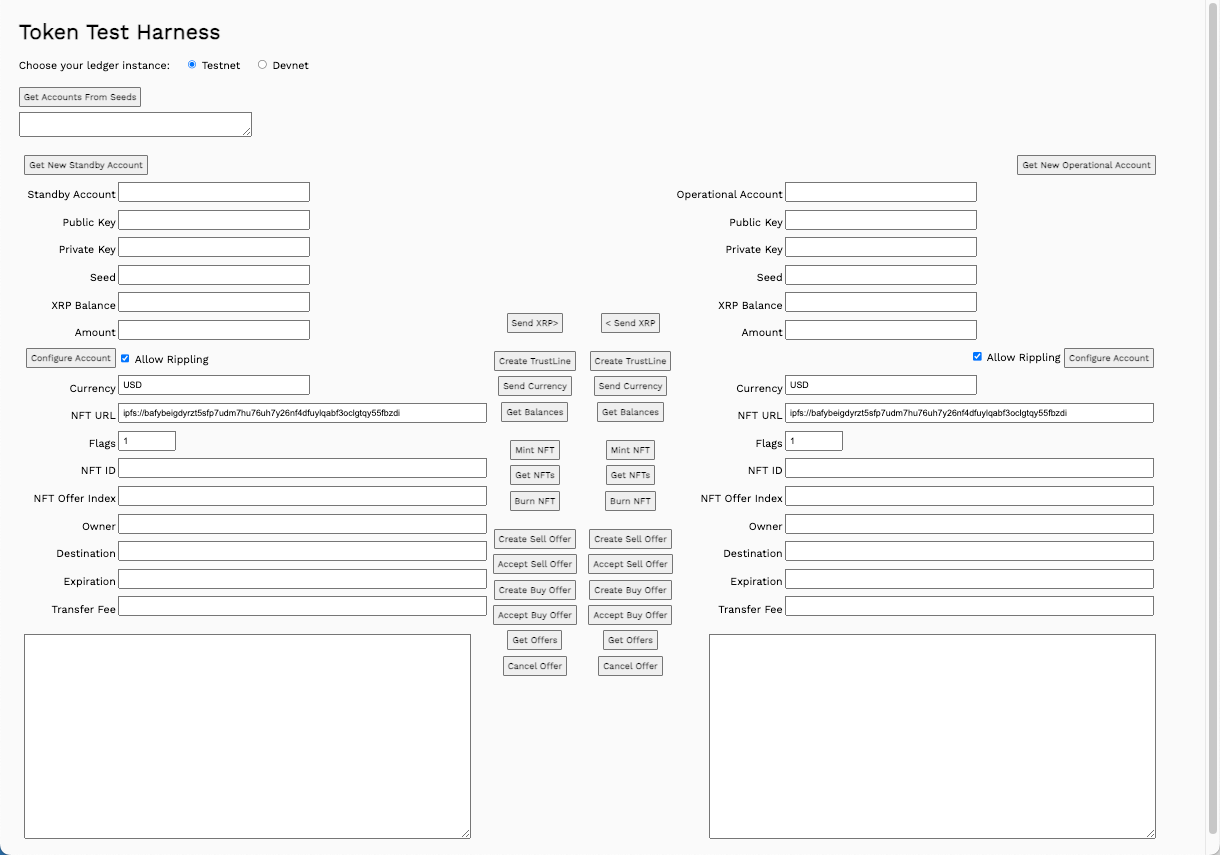 Token Test Harness
Choose your ledger instance: Testnet Devnet
Get Accounts From Seeds
Get New Standby Account Get New Operational Account
Standby Account Operational Account
Public Key Public Key
Private Key Private Key
Seed Seed
XRP Balance XRP Balance
Send XRP> < Send XRP
Amount Amount
Configure Account Allow Rippling Create TrustLine Create TrustLine Allow Rippling Configure Account
Currency USD Send Currency Send Currency Currency USD
NFT URL ipfs://bafybeigdyrzt5sfp7udm7hu76uh7y26nf4dfuylqabf3oclgtqy55fbzdi Get Balances Get Balances NFT URL ipfs://bafybeigdyrzt5sfp7udm7hu76uh7y26nf4dfuylqabf3oclgtqy55fbzdi
Flags 1 Mint NFT Mint NFT Flags 1
NFT ID Get NFTs Get NFTs NFT ID
NFT Offer Index Burn NFT Burn NFT NFT Offer Index
Owner Owner
Create Sell Offer Create Sell Offer
Destination Accept Sell Offer Accept Sell Offer Destination
Expiration Create Buy Offer Create Buy Offer Expiration
Transfer Fee Accept Buy Offer Accept Buy Offer Transfer Fee
Get Offers Get Offers
Cancel Offer Cancel Offer